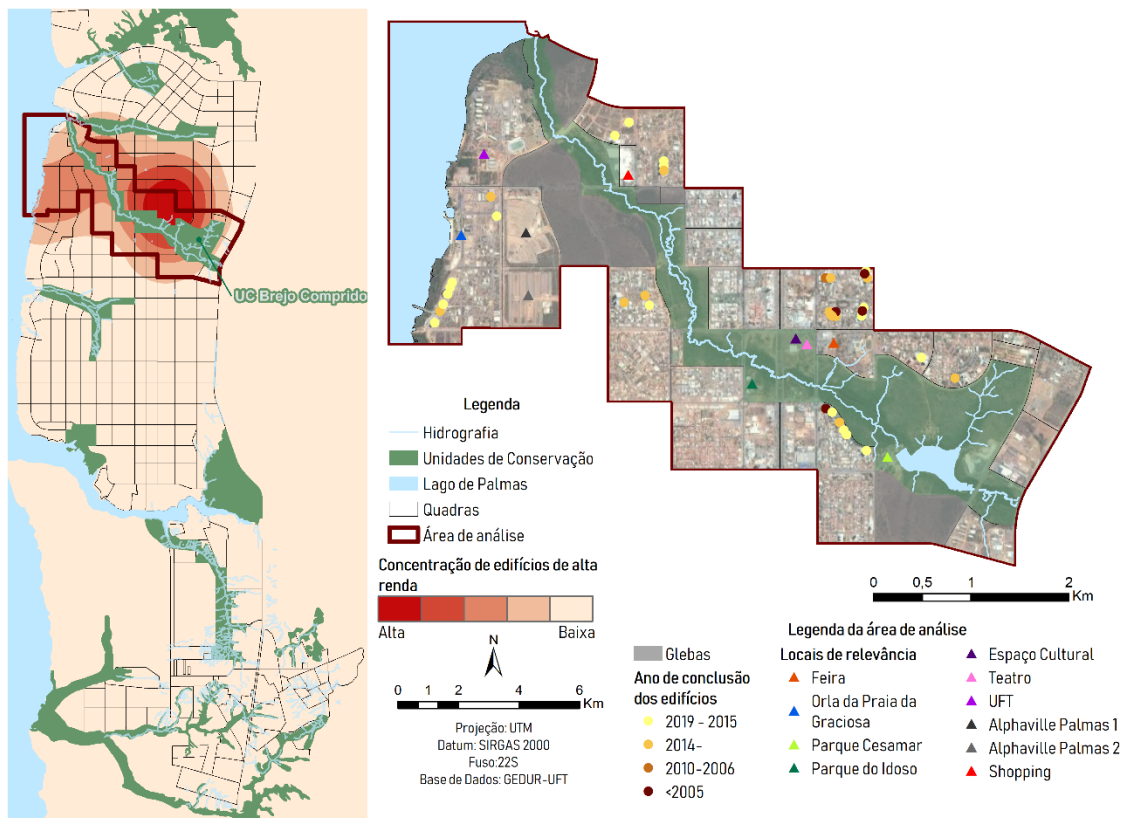 UC Brejo Comprido
Legenda
Hidrografia
Unidades de Conservação
Lago de Palmas
Quadras
Área de análise
Concentração de edifícios de alta
renda
Alta
Baixa
N
0 1 2 4 6
Km
Projeção: UTM
Datum: SIRGAS 2000
Fuso:22S
Base de Dados: GEDUR-UFT
0 0,5 1 2
Km
Legenda da área de análise
Glebas
Ano de conclusão
dos edifícios
2019 - 2015
2014-
2010-2006
<2005
Locais de relevância
Feira
Orla da Praia da
Graciosa
Parque Cesamar
Parque do Idoso
Espaço Cultural
Teatro
UFT
Alphaville Palmas 1
Alphaville Palmas 2
Shopping